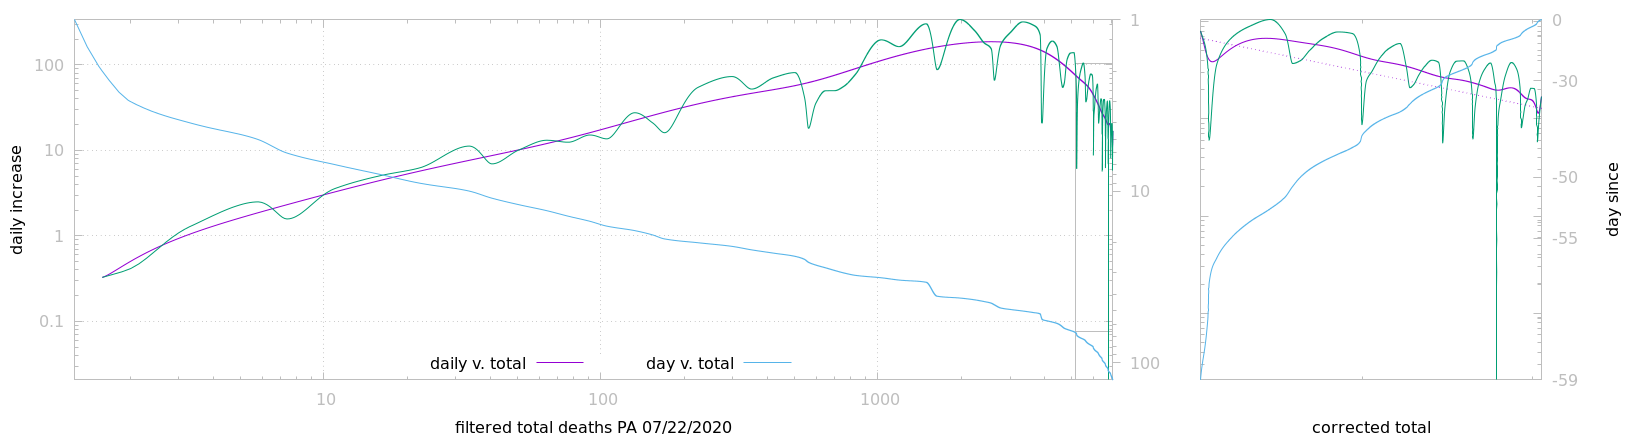 daily increase
100
10
1
0.1
10
100
1000
1
10
100
daily v. total
day v. total
filtered total deaths PA 07/22/2020
0
-30
-50
-55
-59
day since
corrected total